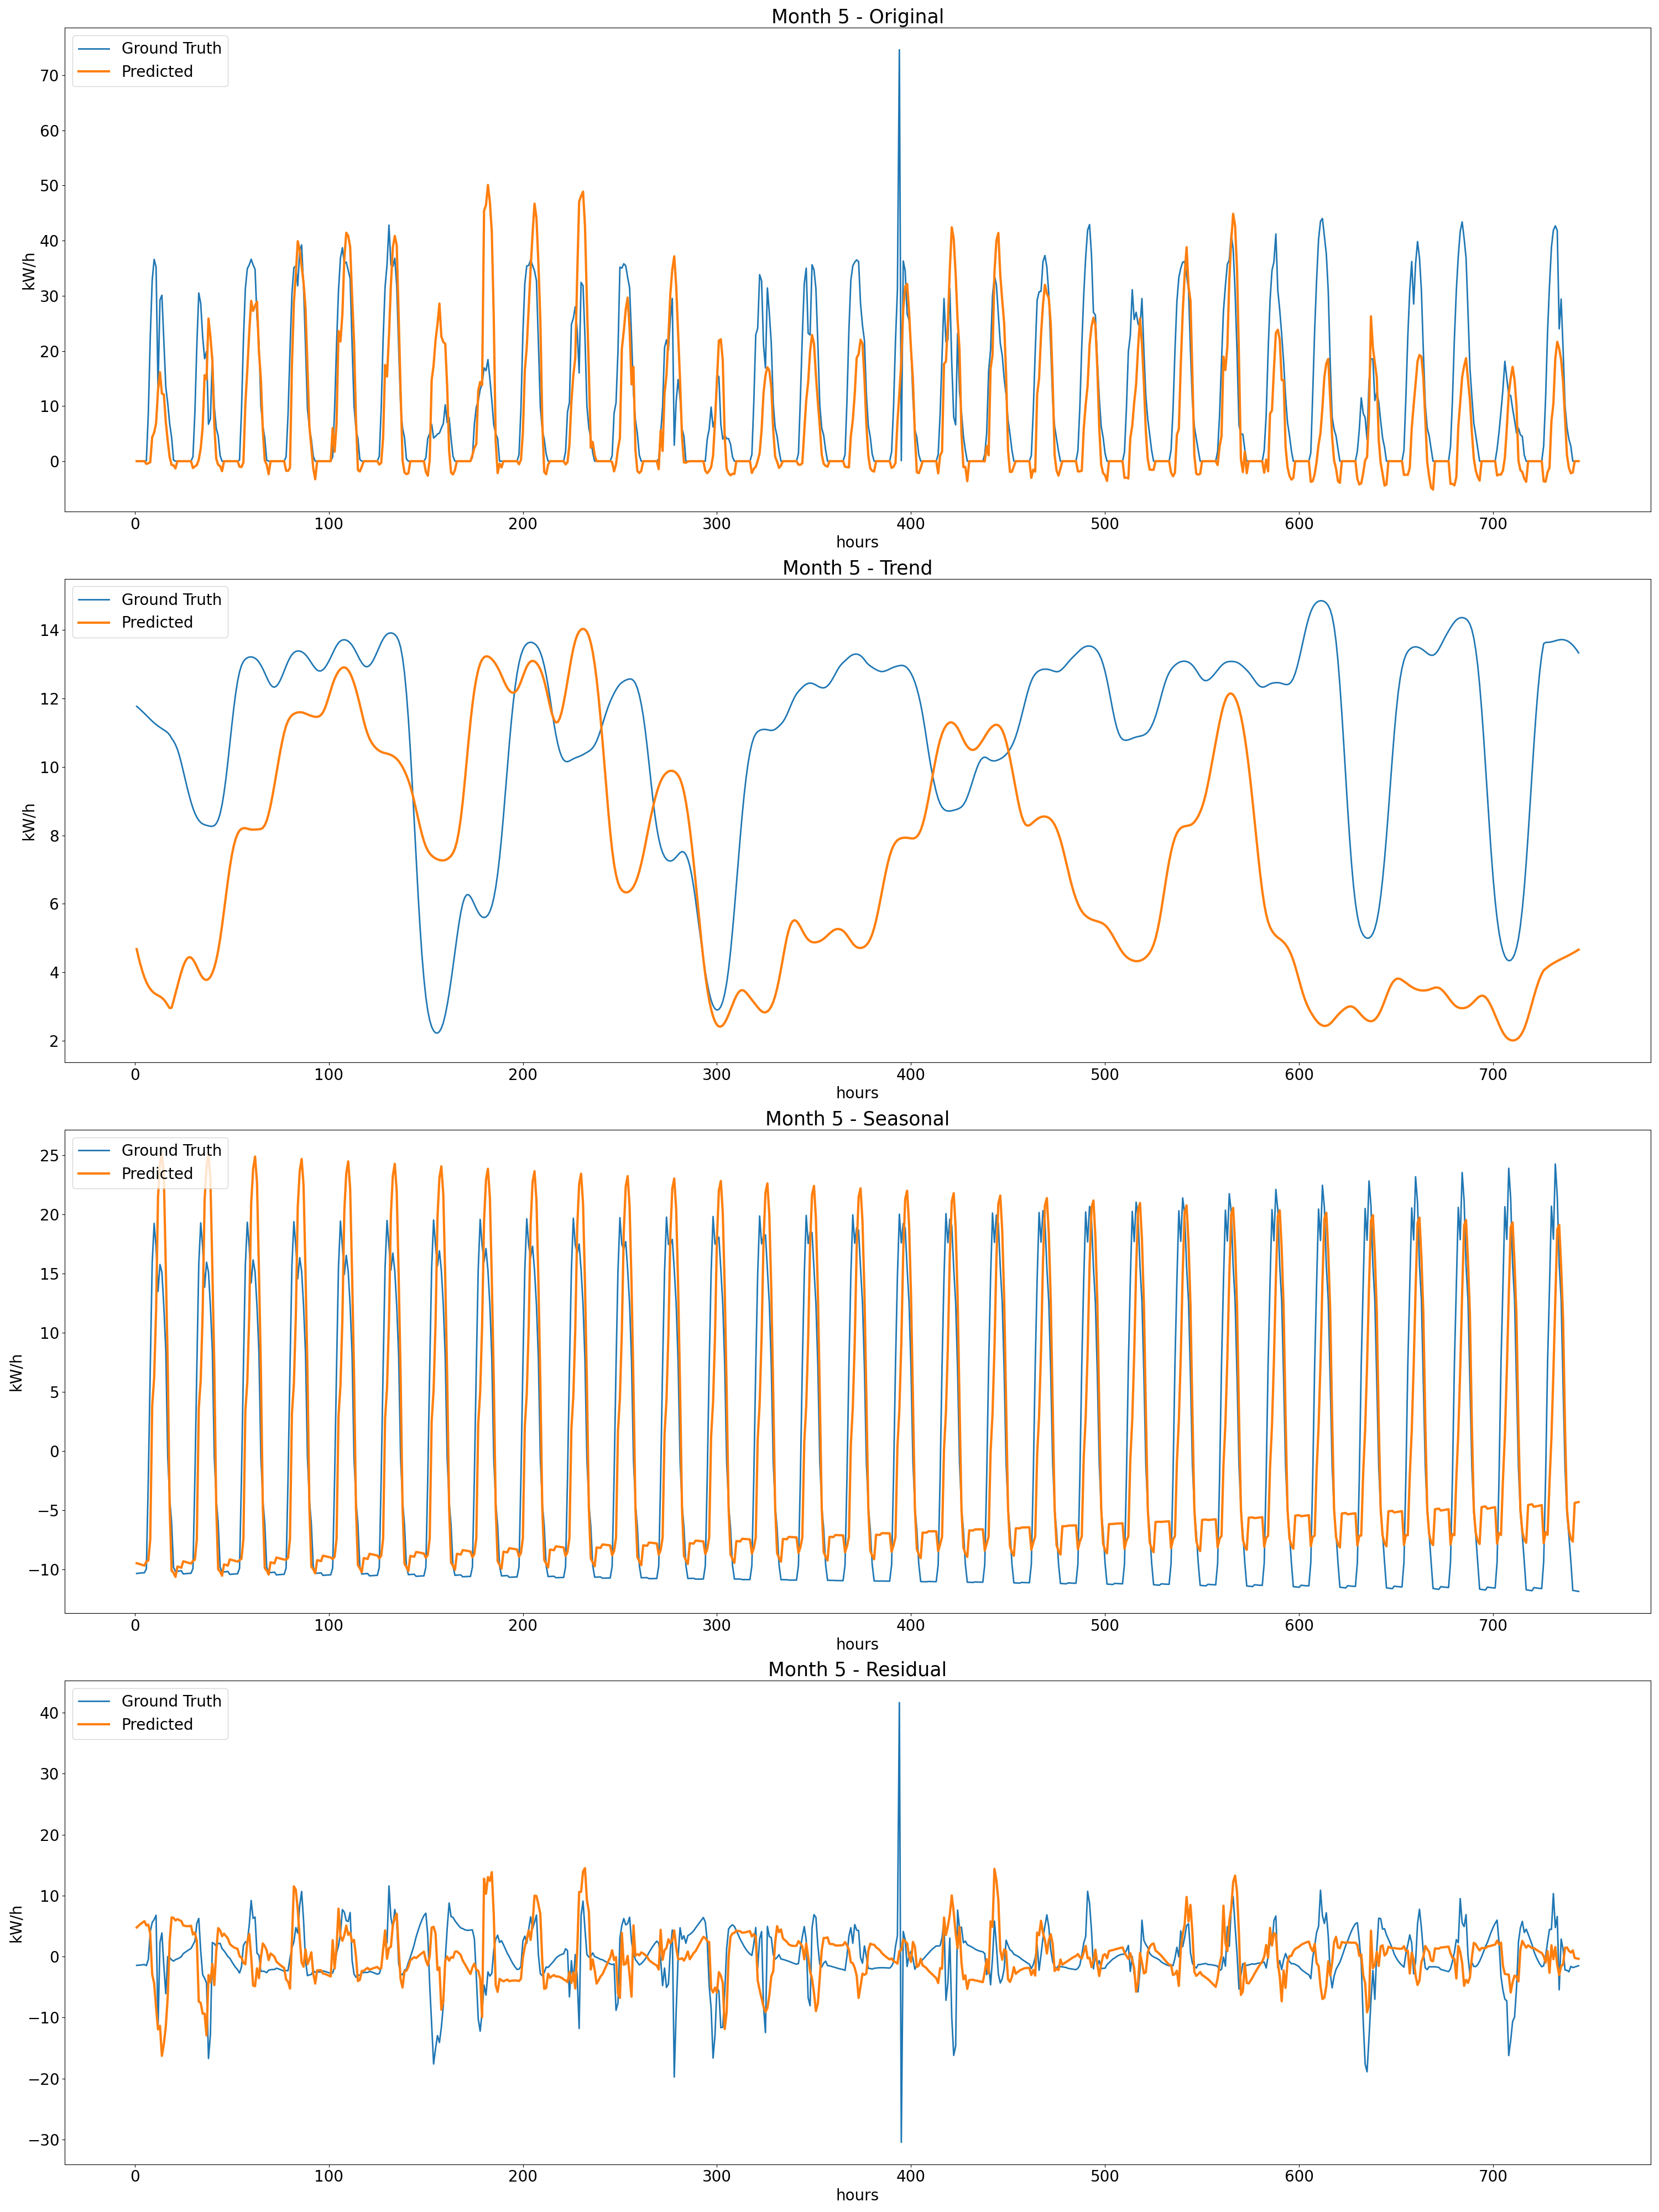 Month 5 - Original
Ground Truth
Predicted
70
60
50
40
30
20
10
0
kW/h
0 100 200 300 400 500 600 700
hours
Month 5 - Trend
Ground Truth
Predicted
14
12
10
8
6
4
2
kW/h
0 100 200 300 400 500 600 700
hours
Month 5 - Seasonal
Ground Truth
Predicted
25
20
15
10
5
0
−5
−10
kW/h
0 100 200 300 400 500 600 700
hours
Month 5 - Residual
Ground Truth
Predicted
40
30
20
10
0
−10
−20
−30
kW/h
0 100 200 300 400 500 600 700
hours